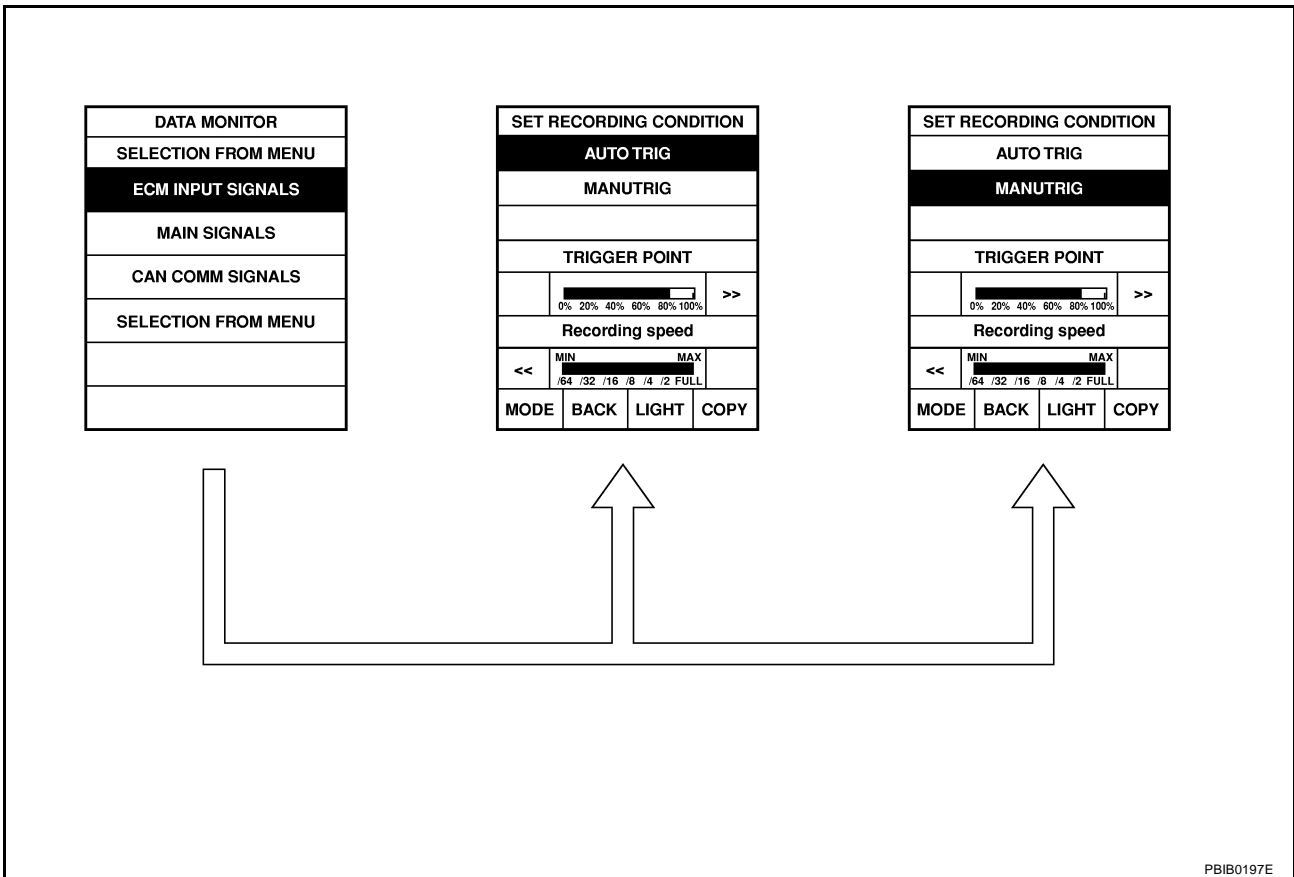 DATA MONITOR
SELECTION FROM MENU
ECM INPUT SIGNALS
MAIN SIGNALS
CAN COMM SIGNALS
SELECTION FROM MENU
SET RECORDING CONDITION
AUTO TRIG
MANUTRIG
TRIGGER POINT
>>
0% 20% 40% 60% 80% 100%
Recording speed
MIN MAX
<<
/64 /32 /16 /8 /4 /2 FULL
MODE BACK LIGHT COPY
SET RECORDING CONDITION
AUTO TRIG
MANUTRIG
TRIGGER POINT
>>
0% 20% 40% 60% 80% 100%
Recording speed
MIN MAX
<<
/64 /32 /16 /8 /4 /2 FULL
MODE BACK LIGHT COPY
PBIB0197E